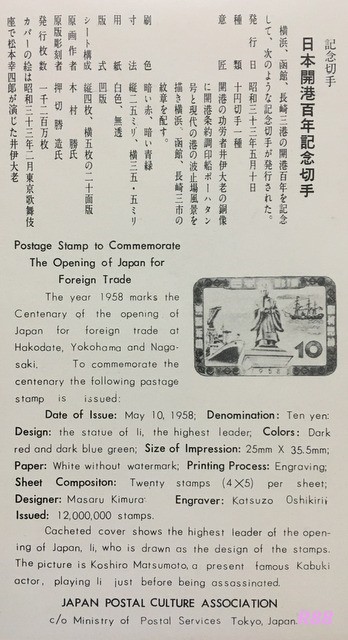 記念切手
日本開港百年記念切手
横浜、函館、長崎三港の開港百年を記念
して、次のような記念切手が発行された。
発行日 昭和三十三年五月十日
種類 十円切手一種
意匠 開港の功労者井伊大老の銅像
に開港条約調印船ポーハタン
号と現代の港の波止場風景を
描き横浜、函館、長崎三市の
紋章を配す。
刷色 暗い赤、暗い青緑
寸法 縦二五ミリ、横三五・五ミリ
用紙 白色、無透
版式 凹版
シート構成 縦四枚、横五枚の二十面版
原画作者 木村勝氏
原版彫刻者 押切勝造氏
発行枚数 一千二百万枚
カバーの絵は昭和三十三年二月東京歌舞伎
座で松本幸四郎が演じた井伊大老
Postage Stamp to Commemorate
The Opening of Japan for
Foreign Trade
The year 1958 marks the
Centenary of the opening of
Japan for foreign trade at
Hakodate, Yokohama and Naga-
saki. To commemorate the
centenary the following postage
stamp is issued:
10
1958
Date of Issue: May 10, 1958; Denomination: Ten yen:
Design: the statue of Ii, the highest leader; Colors: Dark
red and dark blue green; Size of Impression: 25mm X 35.5mm;
Paper: White without watermark; Printing Process: Engraving;
Sheet Compositon: Twenty stamps (4×5) per sheet;
Designer: Masaru Kimura· Engraver: Katsuzo Oshikirii
Issued: 12,000,000 stamps.
Cacheted cover shows the highest leader of the open-
ing of Japan, Ii, who is drawn as the design of the stamps.
The picture is Koshiro Matsumoto, a present famous Kabuki
actor, playing Ii just before being assassinated.
JAPAN POSTAL CULTURE ASSOCIATION
c/o Ministry of Postal Services Tokyo, Japan.